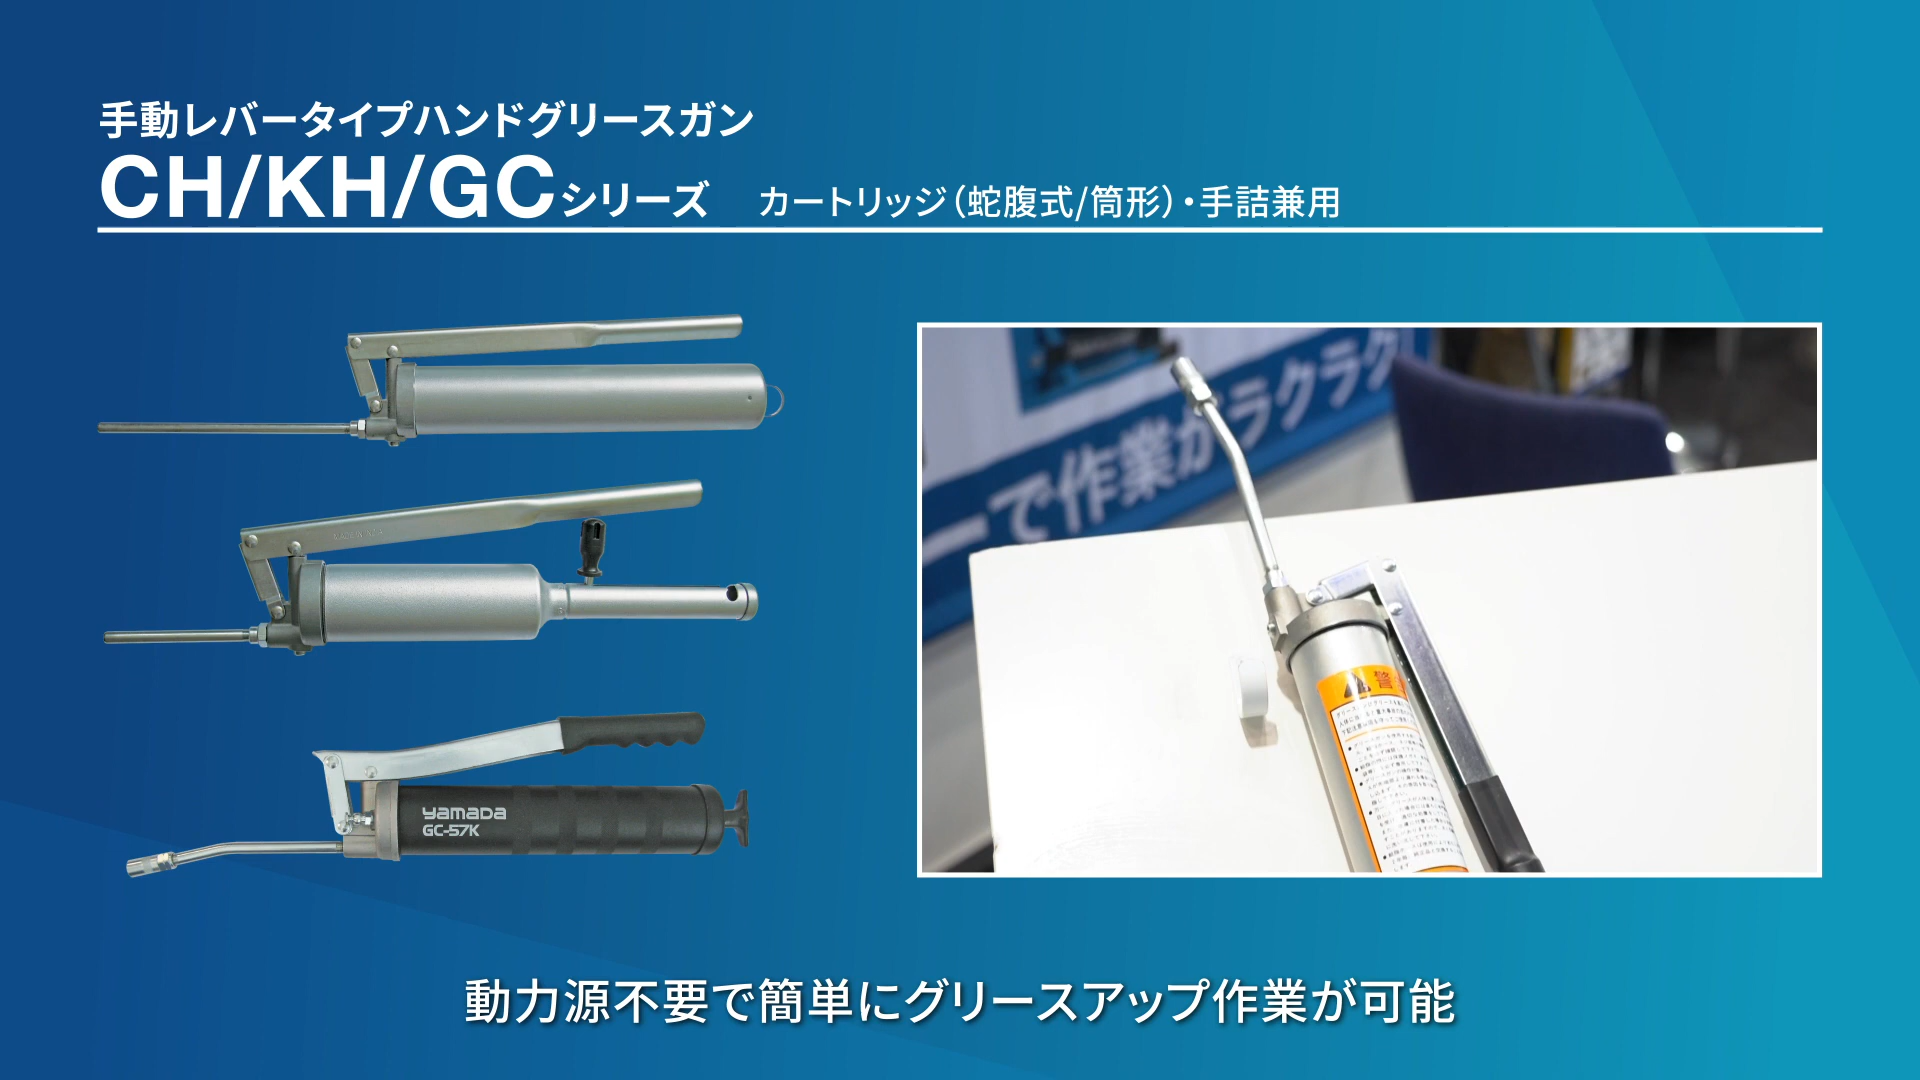 手動レバータイプハンドグリースガン
CH/KH/GCシリーズ　カートリッジ（蛇腹式/筒形）・手詰兼用
yamada
GC-57K
ーで作業がラクラク
警
動力源不要で簡単にグリースアップ作業が可能